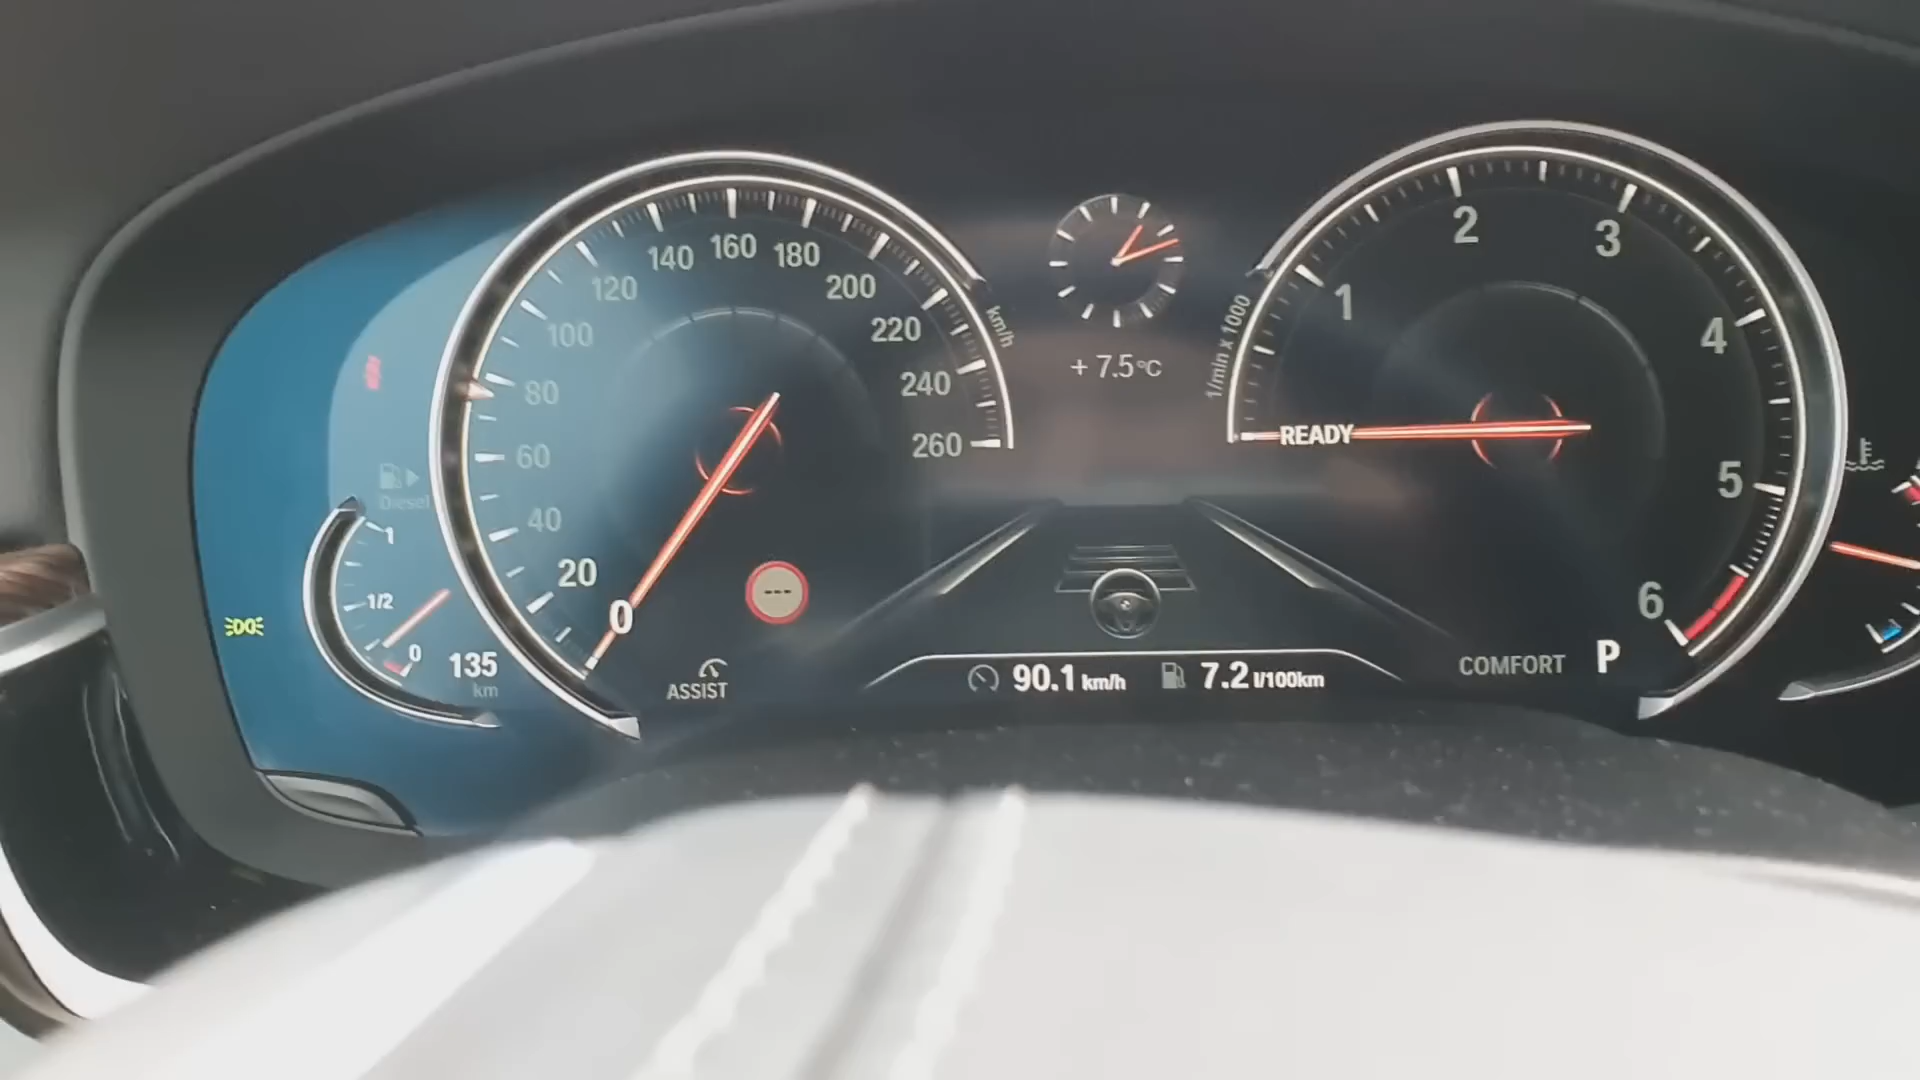 0
20
40
60
80
100
120
140
160
180
200
220
240
260
km/h
Diesel
1
1/2
0
135
km
ASSIST
---
+ 7.5°C
90.1 km/h
7.2 l/100km
1/min x 1000
READY
1
2
3
4
5
6
COMFORT
P